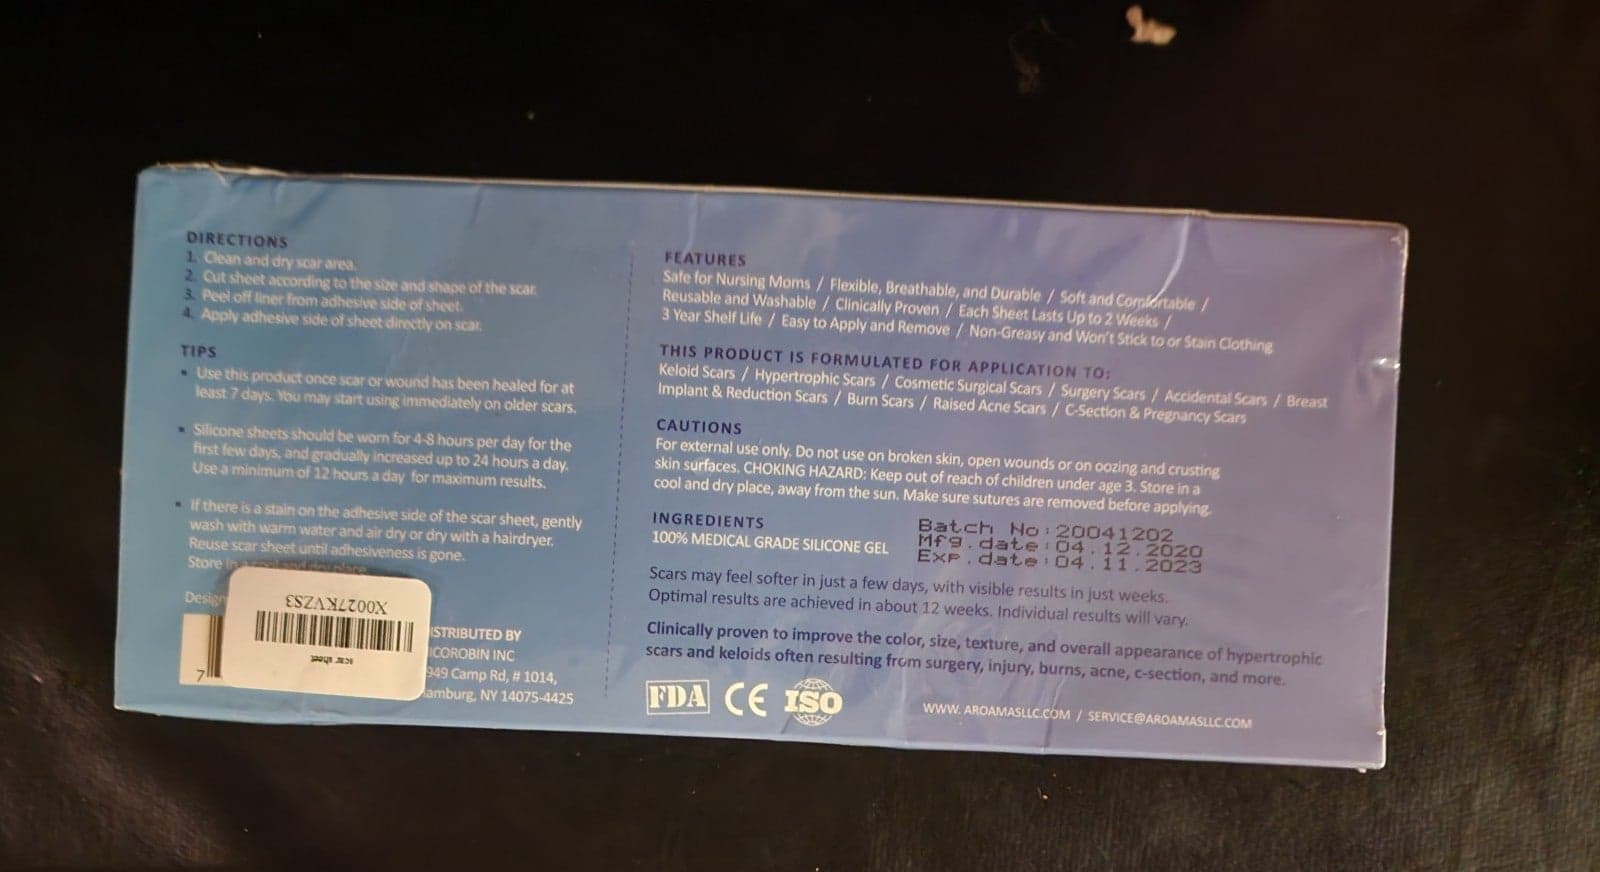 DIRECTIONS
1. Clean and dry scar area.
2. Cut sheet according to the size and shape of the scar.
3. Peel off liner from adhesive side of sheet.
4. Apply adhesive side of sheet directly on scar.
TIPS
• Use this product once scar or wound has been healed for at
least 7 days. You may start using immediately on older scars.
• Silicone sheets should be worn for 4-8 hours per day for the
first few days, and gradually increased up to 24 hours a day.
Use a minimum of 12 hours a day for maximum results.
• If there is a stain on the adhesive side of the scar sheet, gently
wash with warm water and air dry or dry with a hairdryer.
Reuse scar sheet until adhesiveness is gone.
Store in a cool and dry place
Design
X0027KVZS3
scar sheet
7
ISTRIBUTED BY
ICOROBIN INC
949 Camp Rd, # 1014,
amburg, NY 14075-4425
FEATURES
Safe for Nursing Moms / Flexible, Breathable, and Durable / Soft and Comfortable /
Reusable and Washable / Clinically Proven / Each Sheet Lasts Up to 2 Weeks /
3 Year Shelf Life / Easy to Apply and Remove / Non-Greasy and Won't Stick to or Stain Clothing
THIS PRODUCT IS FORMULATED FOR APPLICATION TO:
Keloid Scars / Hypertrophic Scars / Cosmetic Surgical Scars / Surgery Scars / Accidental Scars / Breast
Implant & Reduction Scars / Burn Scars / Raised Acne Scars / C-Section & Pregnancy Scars
CAUTIONS
For external use only. Do not use on broken skin, open wounds or on oozing and crusting
skin surfaces. CHOKING HAZARD: Keep out of reach of children under age 3. Store in a
cool and dry place, away from the sun. Make sure sutures are removed before applying.
INGREDIENTS
100% MEDICAL GRADE SILICONE GEL
Batch No:20041202
Mfg.date:04.12.2020
Exp.date:04.11.2023
Scars may feel softer in just a few days, with visible results in just weeks.
Optimal results are achieved in about 12 weeks. Individual results will vary.
Clinically proven to improve the color, size, texture, and overall appearance of hypertrophic
scars and keloids often resulting from surgery, injury, burns, acne, c-section, and more.
FDA CE ISO
WWW. AROAMASLLC.COM / SERVICE@AROAMASLLC.COM